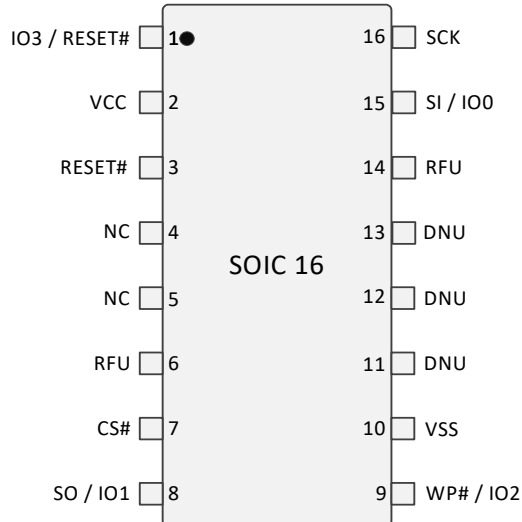 IO3 / RESET# 1 16 SCK
VCC 2 15 SI / IO0
RESET# 3 14 RFU
NC 4 13 DNU
SOIC 16
NC 5 12 DNU
RFU 6 11 DNU
CS# 7 10 VSS
SO / IO1 8 9 WP# / IO2